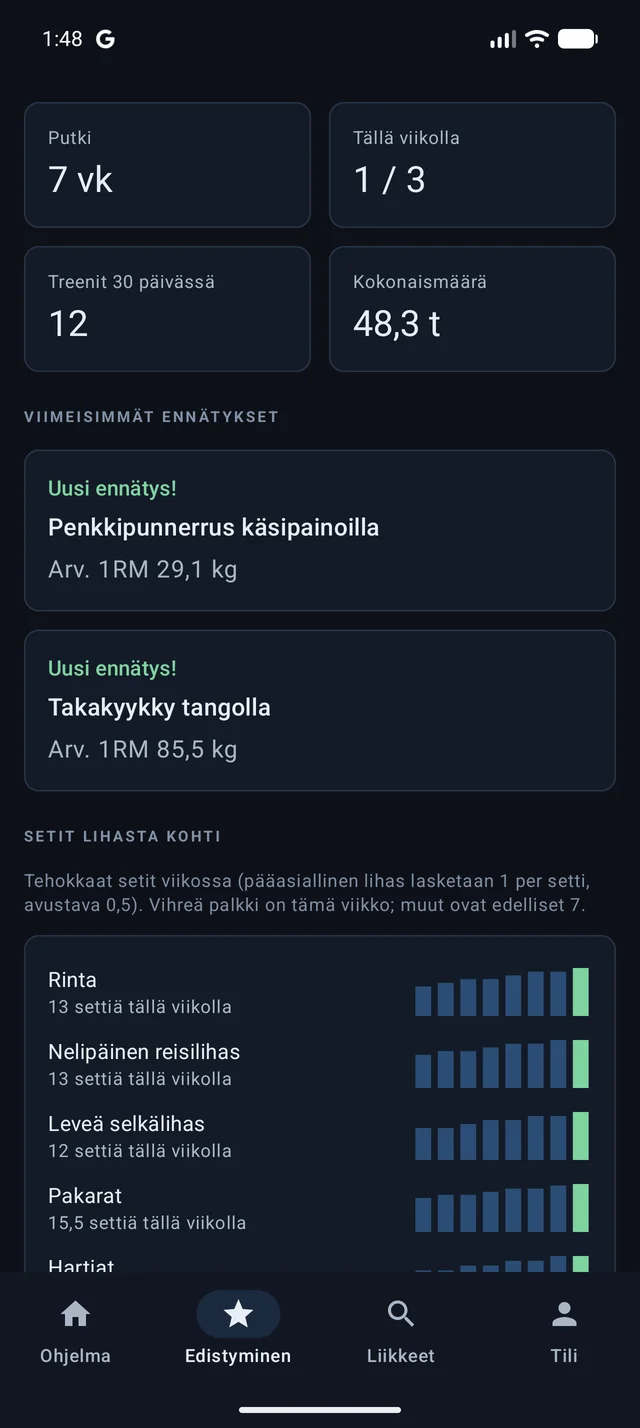 1:48 G
Putki
7 vk
Tällä viikolla
1 / 3
Treenit 30 päivässä
12
Kokonaismäärä
48,3 t
VIIMEISIMMÄT ENNÄTYKSET
Uusi ennätys!
Penkkipunnerrus käsipainoilla
Arv. 1RM 29,1 kg
Uusi ennätys!
Takakyykky tangolla
Arv. 1RM 85,5 kg
SETIT LIHASTA KOHTI
Tehokkaat setit viikossa (pääasiallinen lihas lasketaan 1 per setti,
avustava 0,5). Vihreä palkki on tämä viikko; muut ovat edelliset 7.
Rinta
13 settiä tällä viikolla
Nelipäinen reisilihas
13 settiä tällä viikolla
Leveä selkälihas
12 settiä tällä viikolla
Pakarat
15,5 settiä tällä viikolla
Hartiat
Ohjelma
Edistyminen
Liikkeet
Tili